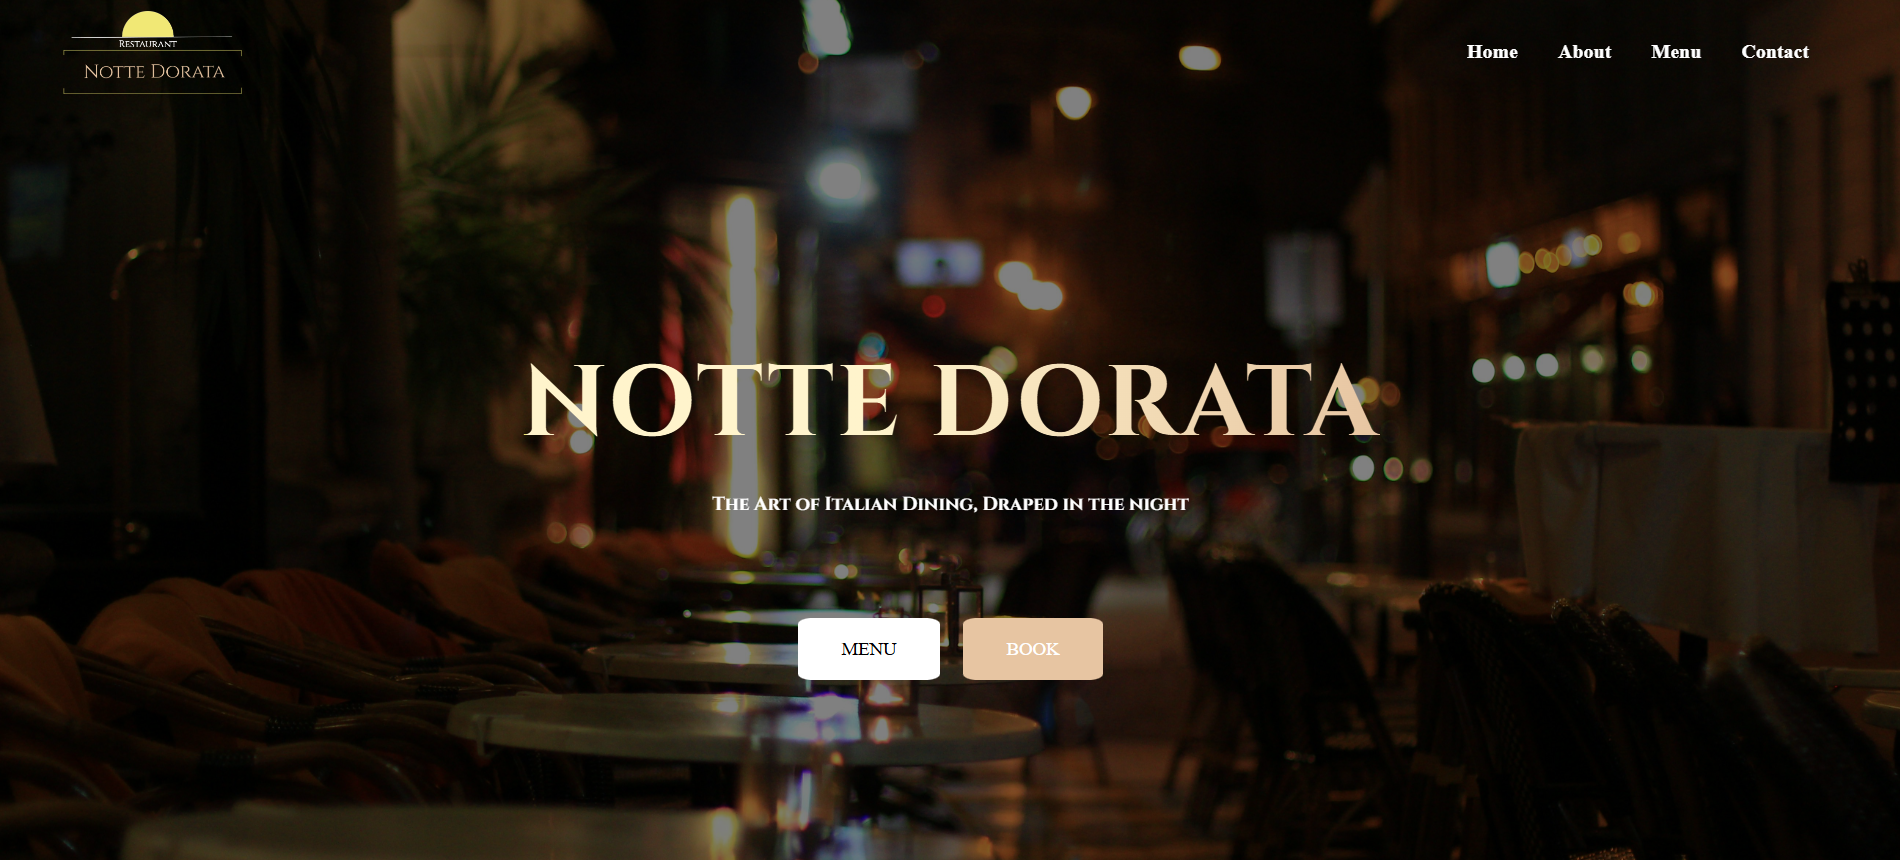 Restaurant
Notte Dorata
Home About Menu Contact
NOTTE DORATA
The Art of Italian Dining, Draped in the night
MENU BOOK